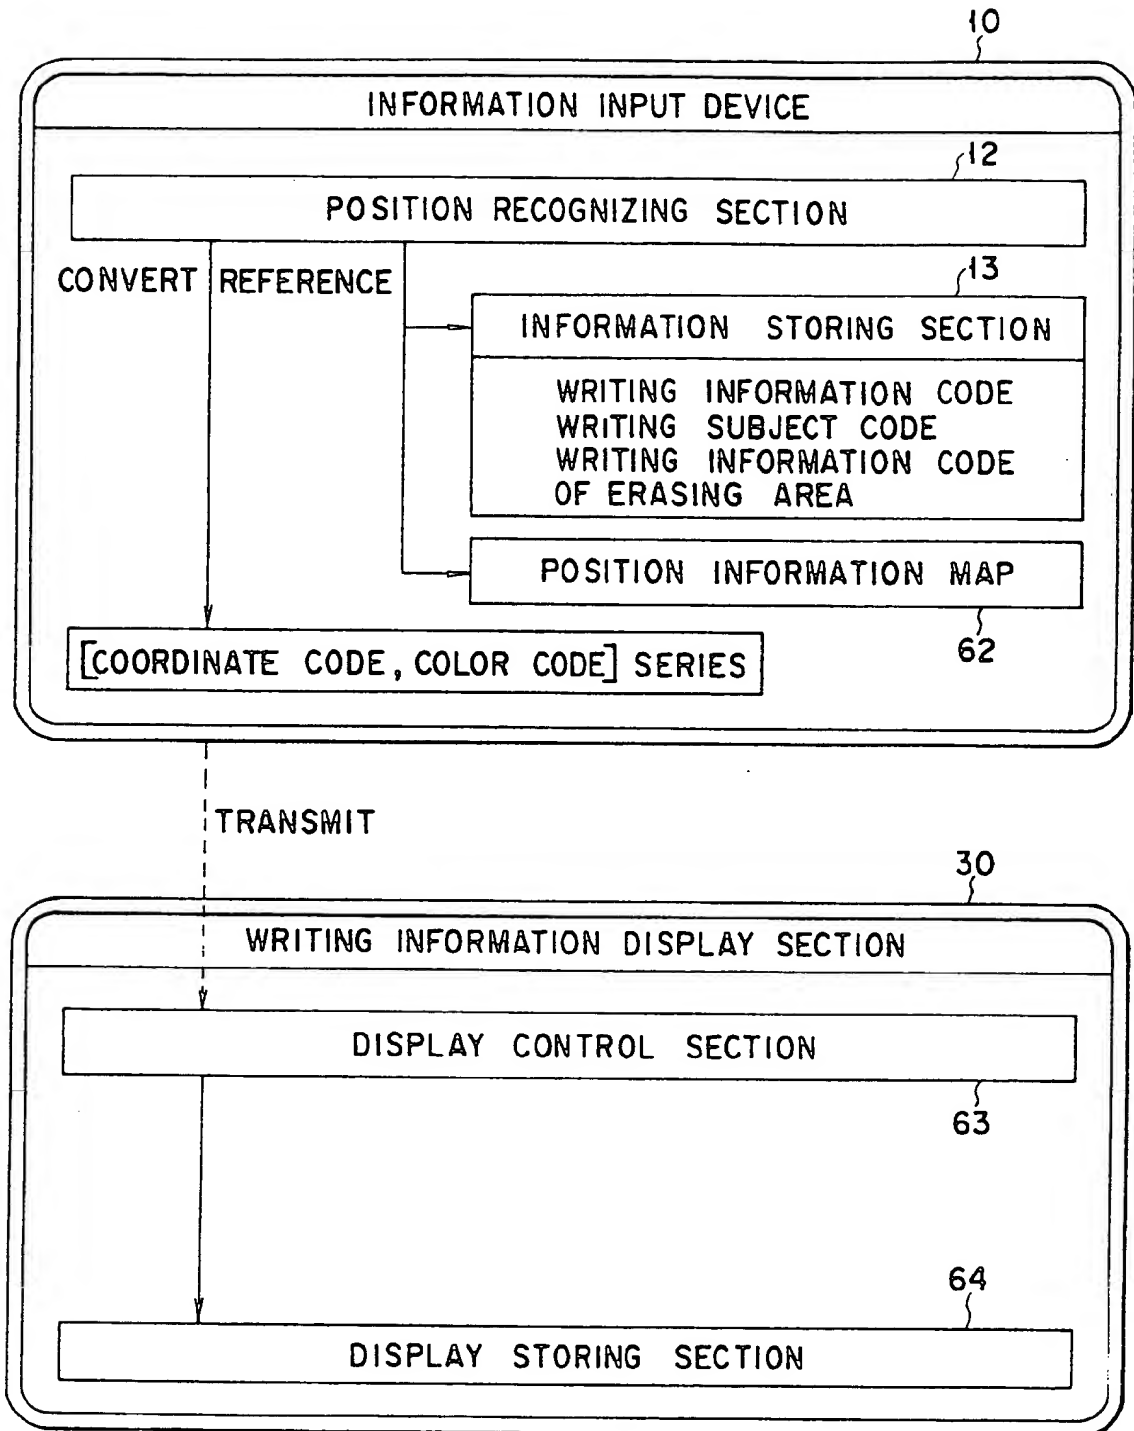 10
INFORMATION INPUT DEVICE
12
POSITION RECOGNIZING SECTION
CONVERT REFERENCE
13
INFORMATION STORING SECTION
WRITING INFORMATION CODE
WRITING SUBJECT CODE
WRITING INFORMATION CODE
OF ERASING AREA
POSITION INFORMATION MAP
62
[COORDINATE CODE, COLOR CODE] SERIES
TRANSMIT
30
WRITING INFORMATION DISPLAY SECTION
DISPLAY CONTROL SECTION
63
64
DISPLAY STORING SECTION